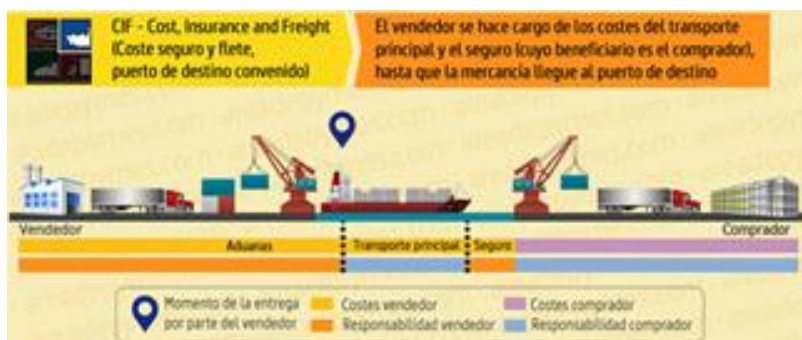 CIF - Cost, Insurance and Freight
(Coste seguro y flete,
puerto de destino convenido)
El vendedor se hace cargo de los costes del transporte
principal y el seguro (cuyo beneficiario es el comprador),
hasta que la mercancía llegue al puerto de destino
Vendedor
Comprador
Aduanas
Transporte principal
Seguro
Momento de la entrega
por parte del vendedor
Costes vendedor
Responsabilidad vendedor
Costes comprador
Responsabilidad comprador